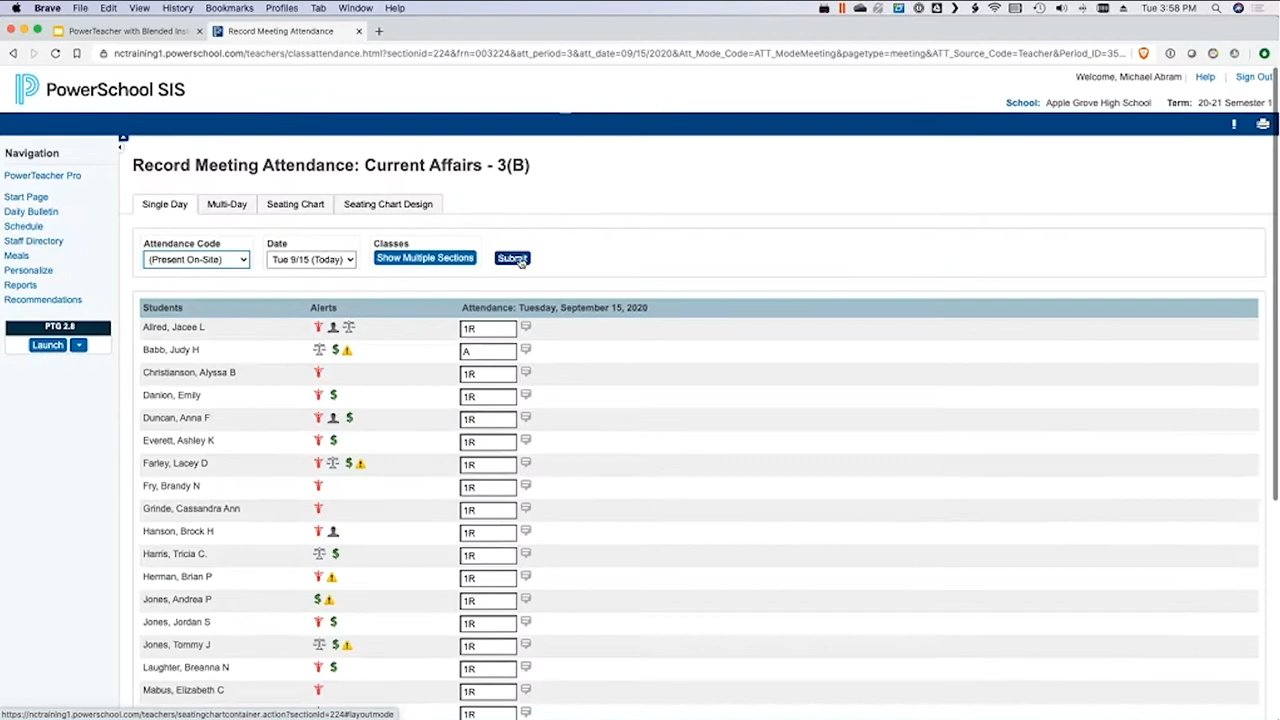 Brave File Edit View History Bookmarks Profiles Tab Window Help Tue 3:58 PM
PowerTeacher with Blended Inst × Record Meeting Attendance × +
nctraining1.powerschool.com/teachers/classattendance.html?sectionid=224&frn=003224&att_period=3&att_date=09/15/2020&Att_Mode_Code=ATT_ModeMeeting&pagetype=meeting&ATT_Source_Code=Teacher&Period_ID=35...
PowerSchool SIS
Welcome, Michael Abram Help Sign Out
School: Apple Grove High School Term: 20-21 Semester 1
Navigation
PowerTeacher Pro
Start Page
Daily Bulletin
Schedule
Staff Directory
Meals
Personalize
Reports
Recommendations
PTG 2.8
Launch
Record Meeting Attendance: Current Affairs - 3(B)
Single Day Multi-Day Seating Chart Seating Chart Design
Attendance Code Date Classes
(Present On-Site) Tue 9/15 (Today) Show Multiple Sections Submit
Students Alerts Attendance: Tuesday, September 15, 2020
Allred, Jacee L 1R
Babb, Judy H $ A
Christianson, Alyssa B 1R
Danion, Emily $ 1R
Duncan, Anna F $ 1R
Everett, Ashley K $ 1R
Farley, Lacey D $ 1R
Fry, Brandy N 1R
Grinde, Cassandra Ann 1R
Hanson, Brock H 1R
Harris, Tricia C. $ 1R
Herman, Brian P 1R
Jones, Andrea P $ 1R
Jones, Jordan S $ 1R
Jones, Tommy J $ 1R
Laughter, Breanna N $ 1R
Mabus, Elizabeth C 1R
1R
https://nctraining1.powerschool.com/teachers/seatingchartcontainer.action?sectionId=224#layoutmode